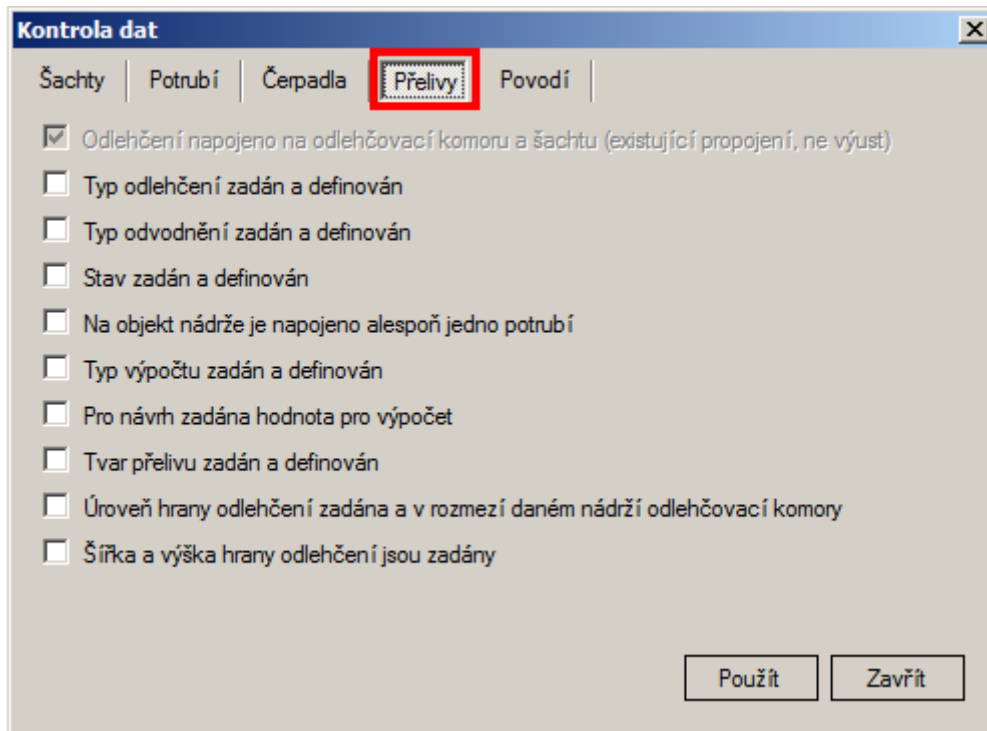 Kontrola dat
Šachty Potrubí Čerpadla Přelivy Povodí
Odlehčení napojeno na odlehčovací komoru a šachtu (existující propojení, ne výust)
Typ odlehčení zadán a definován
Typ odvodnění zadán a definován
Stav zadán a definován
Na objekt nádrže je napojeno alespoň jedno potrubí
Typ výpočtu zadán a definován
Pro návrh zadána hodnota pro výpočet
Tvar přelivu zadán a definován
Úroveň hrany odlehčení zadána a v rozmezí daném nádrží odlehčovací komory
Šířka a výška hrany odlehčení jsou zadány
Použít Zavřít